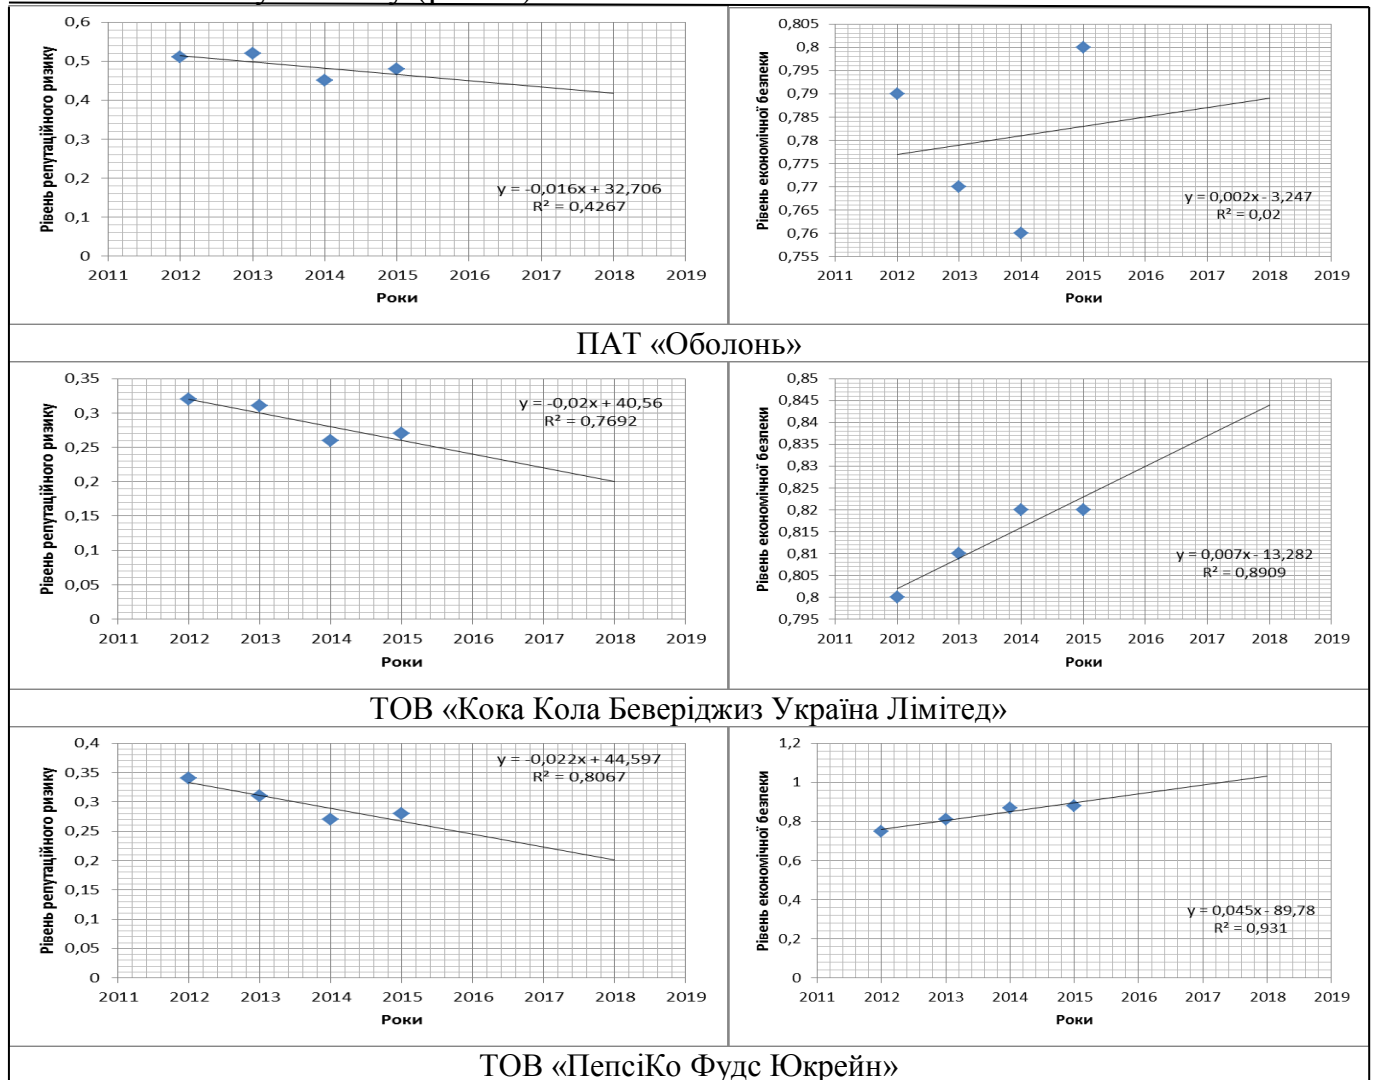 0,6
0,5
0,4
0,3
0,2
0,1
0
Рівень репутаційного ризику
y = -0,016x + 32,706
R² = 0,4267
2011 2012 2013 2014 2015 2016 2017 2018 2019
Роки
0,805
0,8
0,795
0,79
0,785
0,78
0,775
0,77
0,765
0,76
0,755
Рівень економічної безпеки
y = 0,002x - 3,247
R² = 0,02
2011 2012 2013 2014 2015 2016 2017 2018 2019
Роки
ПАТ «Оболонь»
0,35
0,3
0,25
0,2
0,15
0,1
0,05
0
Рівень репутаційного ризику
y = -0,02x + 40,56
R² = 0,7692
2011 2012 2013 2014 2015 2016 2017 2018 2019
Роки
0,85
0,845
0,84
0,835
0,83
0,825
0,82
0,815
0,81
0,805
0,8
0,795
Рівень економічної безпеки
y = 0,007x - 13,282
R² = 0,8909
2011 2012 2013 2014 2015 2016 2017 2018 2019
Роки
ТОВ «Кока Кола Беверіджиз Україна Лімітед»
0,4
0,35
0,3
0,25
0,2
0,15
0,1
0,05
0
Рівень репутаційного ризику
y = -0,022x + 44,597
R² = 0,8067
2011 2012 2013 2014 2015 2016 2017 2018 2019
Роки
1,2
1
0,8
0,6
0,4
0,2
0
Рівень економічної безпеки
y = 0,045x - 89,78
R² = 0,931
2011 2012 2013 2014 2015 2016 2017 2018 2019
Роки
ТОВ «ПепсіКо Фудс Юкрейн»